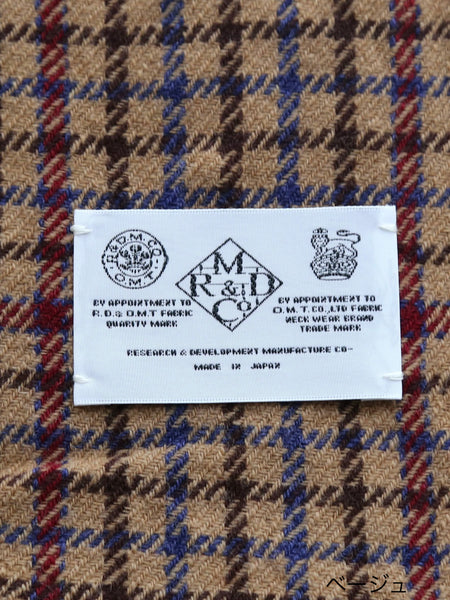 R.&D.M.CO.
O.M.T.
M
R & D
Co
BY APPOINTMENT TO
R.D.& O.M.T FABRIC
QUARITY MARK
BY APPOINTMENT TO
O.M.T.CO.,LTD FABRIC
NECK WEAR BRAND
TRADE MARK
RESEARCH & DEVELOPMENT MANUFACTURE CO-
MADE IN JAPAN
ベージュ